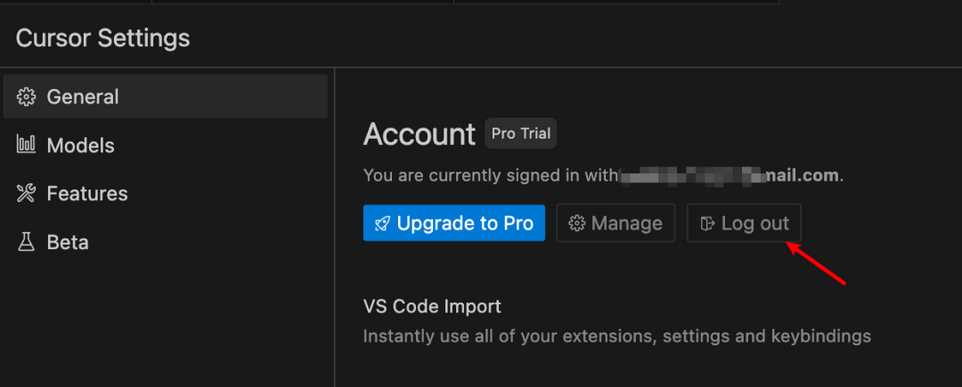 Cursor Settings
General
Models
Features
Beta
Account Pro Trial
You are currently signed in with mail.com.
Upgrade to Pro Manage Log out
VS Code Import
Instantly use all of your extensions, settings and keybindings